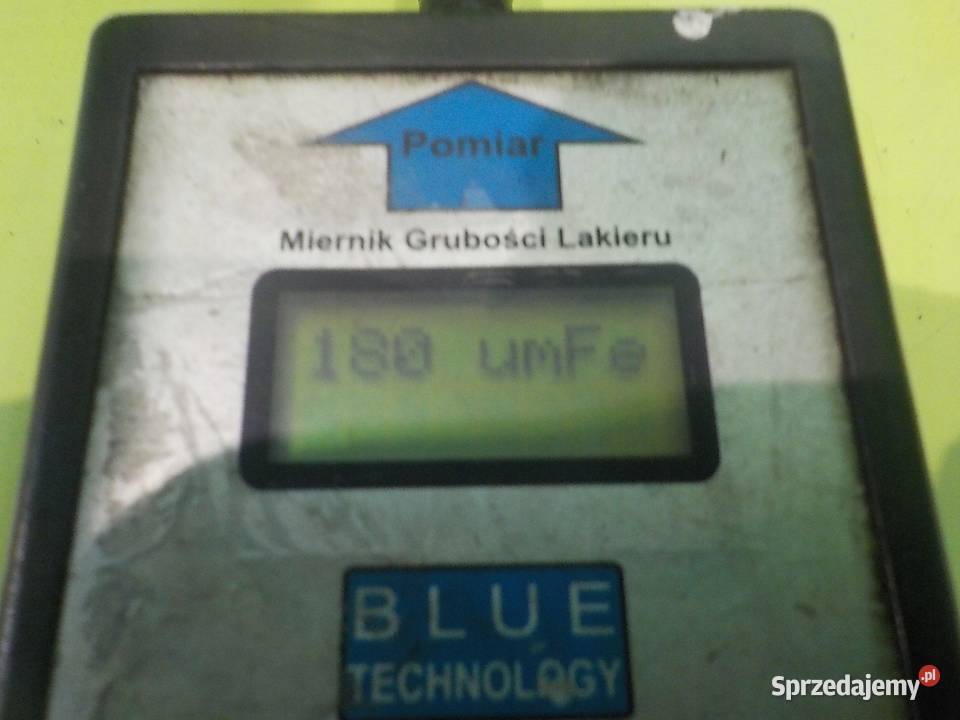 Pomiar
Miernik Grubości Lakieru
180 umFe
BLUE
TECHNOLOGY
Sprzedajemy.pl